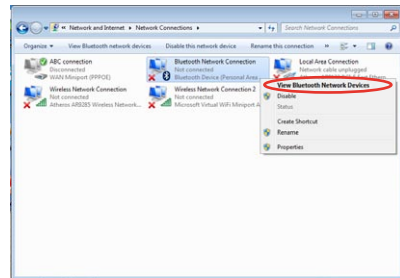 Network and Internet ▸ Network Connections ▸
Search Network Connections
Organize ▾ View Bluetooth network devices Disable this network device Rename this connection »
ABC connection
Disconnected
WAN Miniport (PPPOE)
Bluetooth Network Connection
Not connected
Bluetooth Device (Personal Area...
Local Area Connection
Network cable unplugged
Wireless Network Connection
Not connected
Atheros AR9285 Wireless Network...
Wireless Network Connection 2
Not connected
Microsoft Virtual WiFi Miniport A
View Bluetooth Network Devices
Disable
Status
Create Shortcut
Rename
Properties